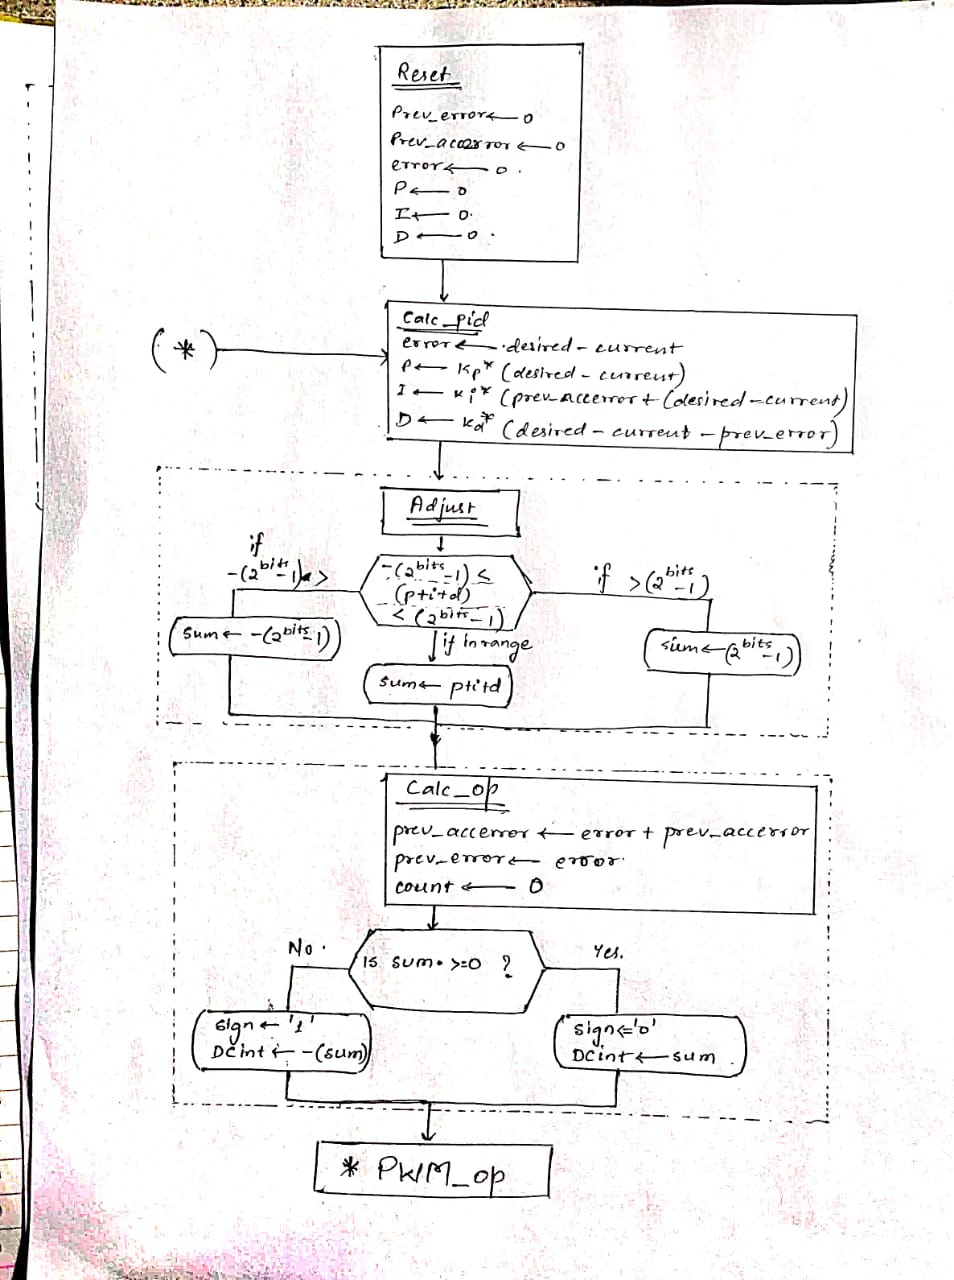 Reset
Prev_error ← 0
Prev_accerror ← 0
error ← 0.
P ← 0
I ← 0.
D ← 0.
Calc_pid
(*)
error ← desired - current
P ← Kp* (desired - current)
I ← Ki* (prev_accerror + (desired - current)
D ← Kd* (desired - current - prev_error)
Adjust
if
-(2^bits-1) >
-(2^bits-1) ≤
(p+i+d)
< (2^bits-1)
if > (2^bits-1)
sum ← -(2^bits-1)
if in range
sum ← (2^bits-1)
sum ← p+i+d
Calc_op
prev_accerror ← error + prev_accerror
prev_error ← error.
count ← 0
No.
Is sum. >=0 ?
Yes.
Sign ← '1'
DCint ← -(sum)
Sign ⇐ '0'
DCint ← sum.
* PWM_op